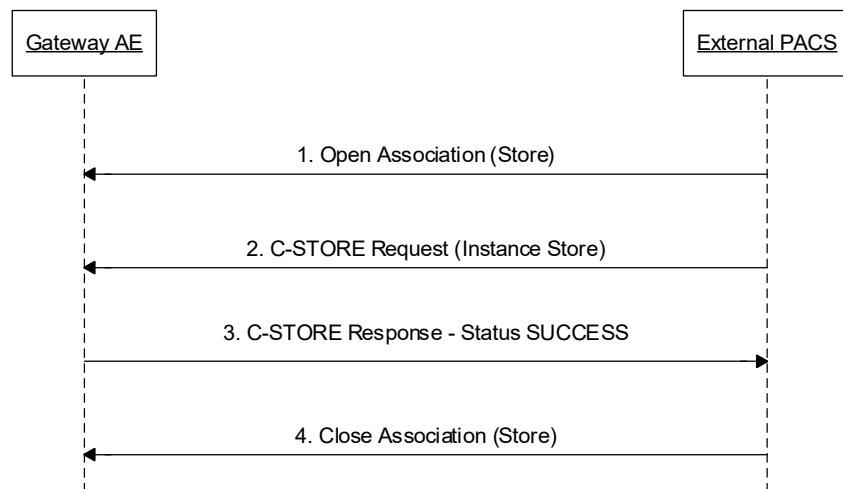 Gateway AE
External PACS
1. Open Association (Store)
2. C-STORE Request (Instance Store)
3. C-STORE Response - Status SUCCESS
4. Close Association (Store)